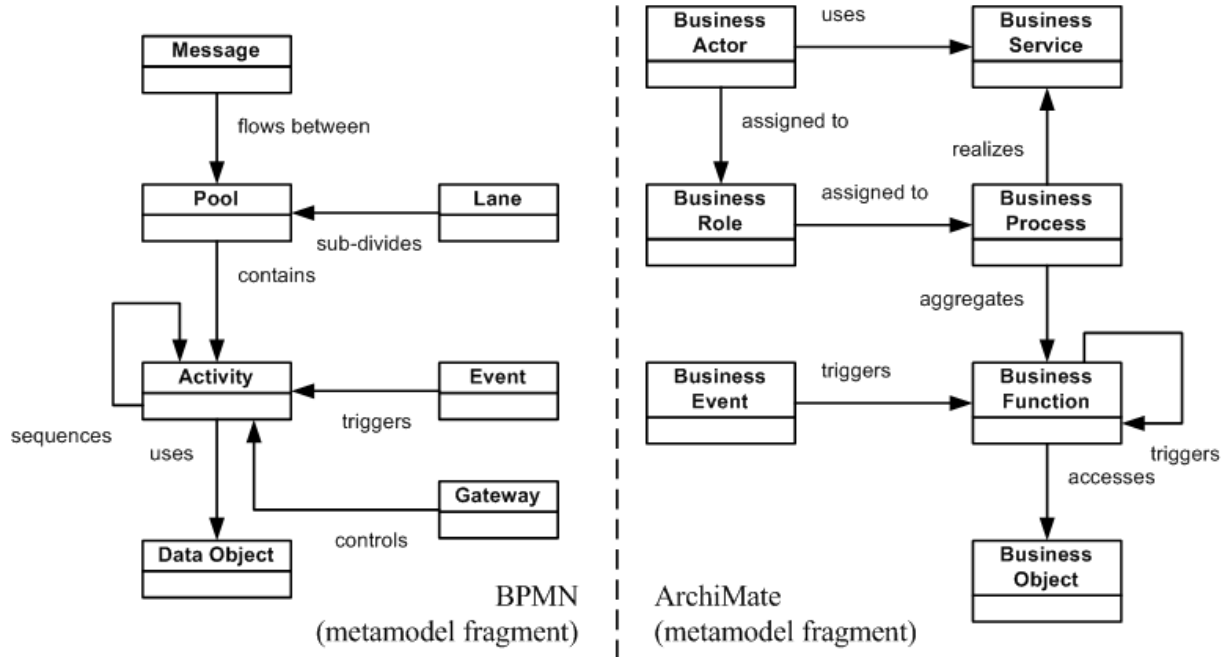 Message
flows between
Pool
Lane
sub-divides
contains
Activity
Event
triggers
sequences
uses
Gateway
controls
Data Object
BPMN
(metamodel fragment)
Business
Actor
uses
Business
Service
assigned to
realizes
Business
Role
assigned to
Business
Process
aggregates
Business
Event
triggers
Business
Function
triggers
accesses
Business
Object
ArchiMate
(metamodel fragment)